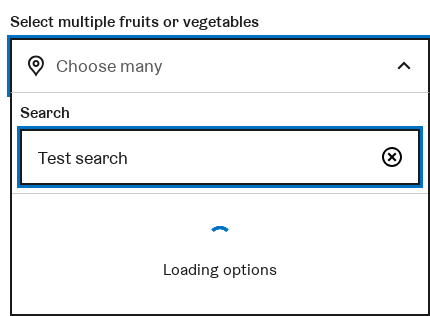 Select multiple fruits or vegetables
Choose many
Search
Test search
Loading options